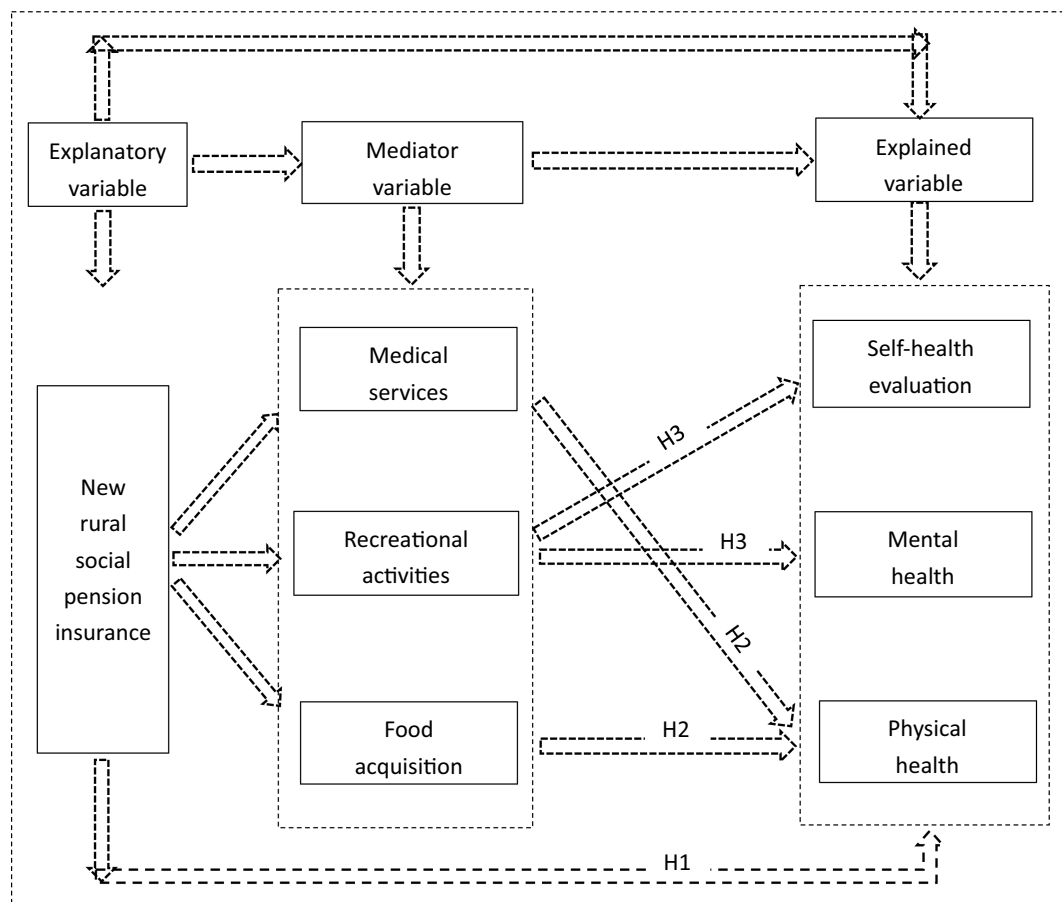 Explanatory
variable
Mediator
variable
Explained
variable
Medical
services
Self-health
evaluation
H3
New
rural
social
pension
insurance
Recreational
activities
H3
Mental
health
H2
Food
acquisition
H2
Physical
health
H1